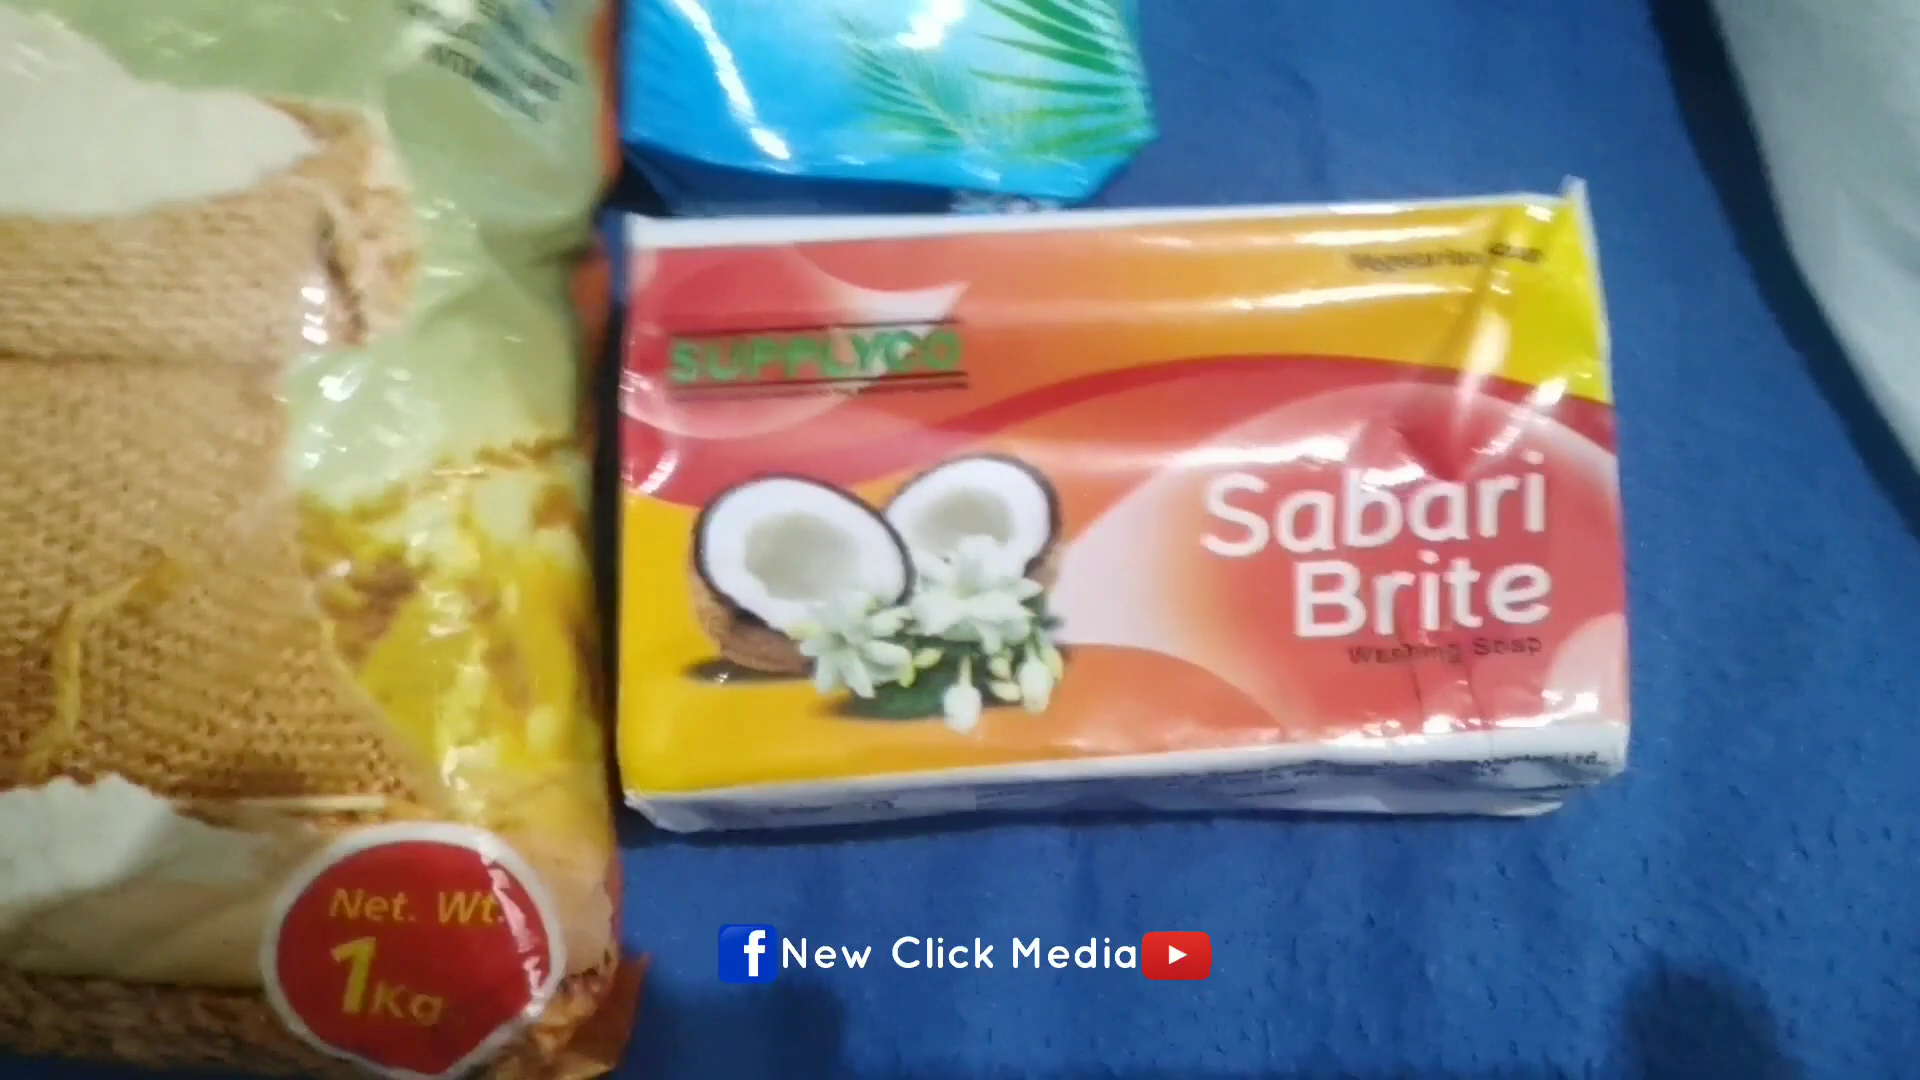 SUPPLYCO
Sabari
Brite
Washing Soap
Net. Wt.
1Kg
New Click Media